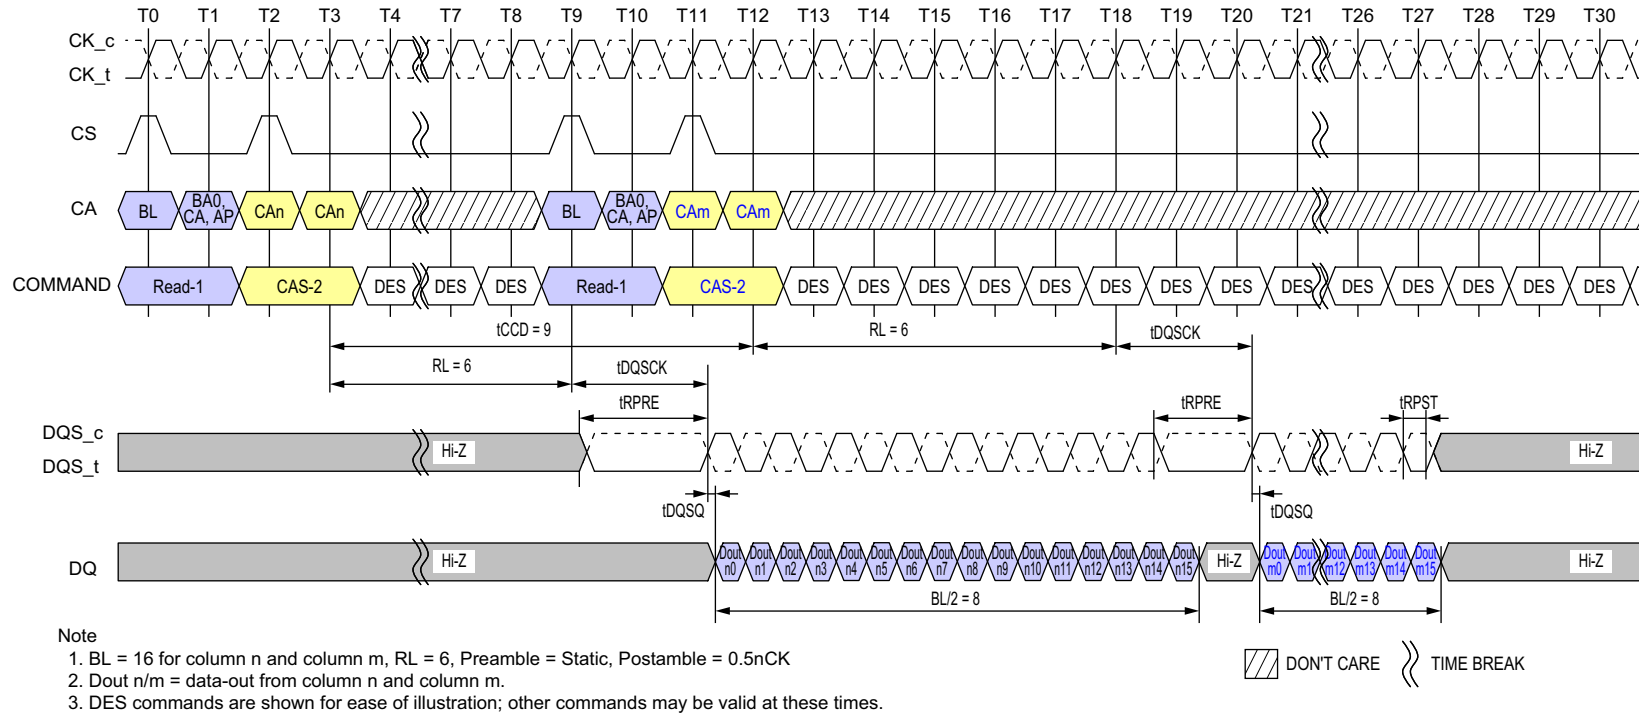 T0 T1 T2 T3 T4 T7 T8 T9 T10 T11 T12 T13 T14 T15 T16 T17 T18 T19 T20 T21 T26 T27 T28 T29 T30
CK_c
CK_t
CS
CA BL BA0, CA, AP CAn CAn BL BA0, CA, AP CAm CAm
COMMAND Read-1 CAS-2 DES DES DES Read-1 CAS-2 DES DES DES DES DES DES DES DES DES DES DES DES DES DES
tCCD = 9 RL = 6 tDQSCK
RL = 6 tDQSCK
tRPRE tRPRE tRPST
DQS_c
DQS_t Hi-Z Hi-Z
tDQSQ tDQSQ
DQ Hi-Z Dout n0 Dout n1 Dout n2 Dout n3 Dout n4 Dout n5 Dout n6 Dout n7 Dout n8 Dout n9 Dout n10 Dout n11 Dout n12 Dout n13 Dout n14 Dout n15 Hi-Z Dout m0 Dout m1 Dout m12 Dout m13 Dout m14 Dout m15 Hi-Z
BL/2 = 8 BL/2 = 8
Note
1. BL = 16 for column n and column m, RL = 6, Preamble = Static, Postamble = 0.5nCK
2. Dout n/m = data-out from column n and column m.
3. DES commands are shown for ease of illustration; other commands may be valid at these times.
DON'T CARE TIME BREAK